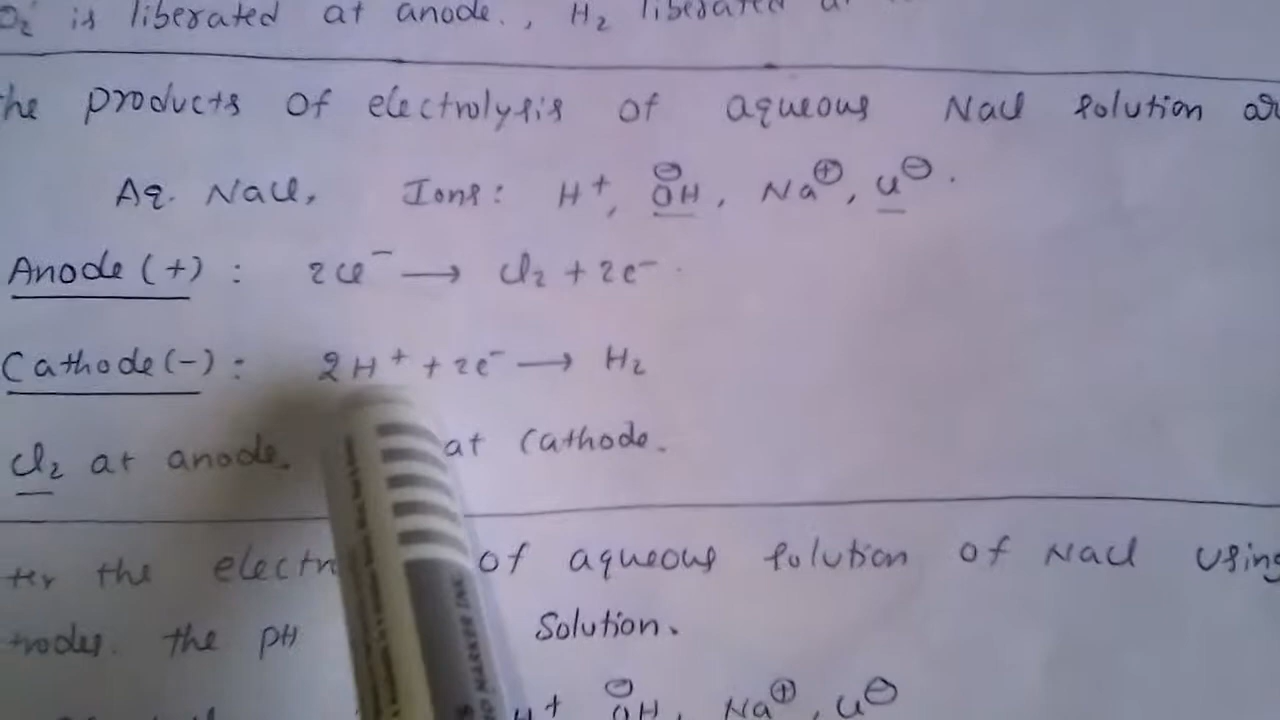 O₂ is liberated at anode., H₂ liberated
the products of electrolysis of aqueous NaCl solution ar
Aq. NaCl, Ions: H⁺, OH⊖, Na⊕, Cl⊖.
Anode (+) : 2Cl⁻ → Cl₂ + 2e⁻.
Cathode (-) : 2H⁺ + 2e⁻ → H₂
Cl₂ at anode. at cathode.
ter the electr of aqueous solution of NaCl using
trodes. the pH solution.
H⁺ OH⊖, Na⊕, Cl⊖